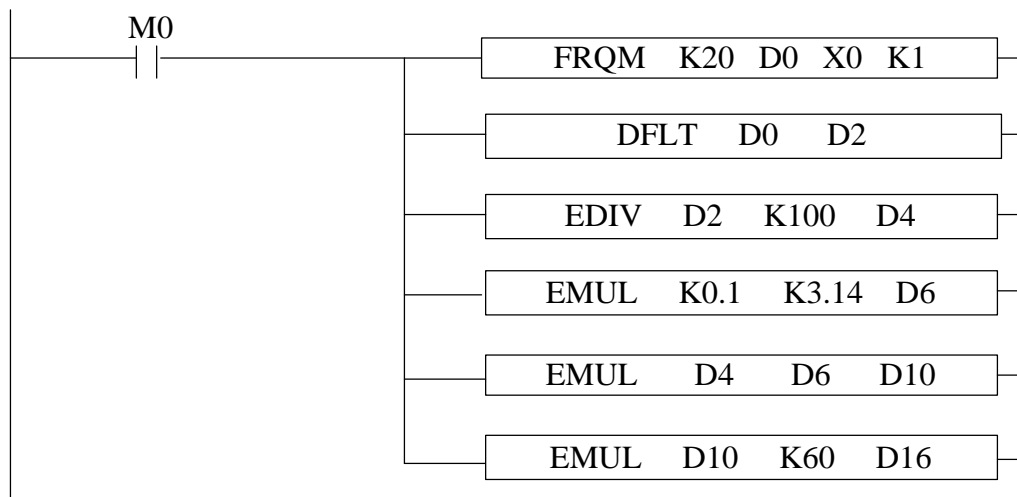 M0
FRQM K20 D0 X0 K1
DFLT D0 D2
EDIV D2 K100 D4
EMUL K0.1 K3.14 D6
EMUL D4 D6 D10
EMUL D10 K60 D16